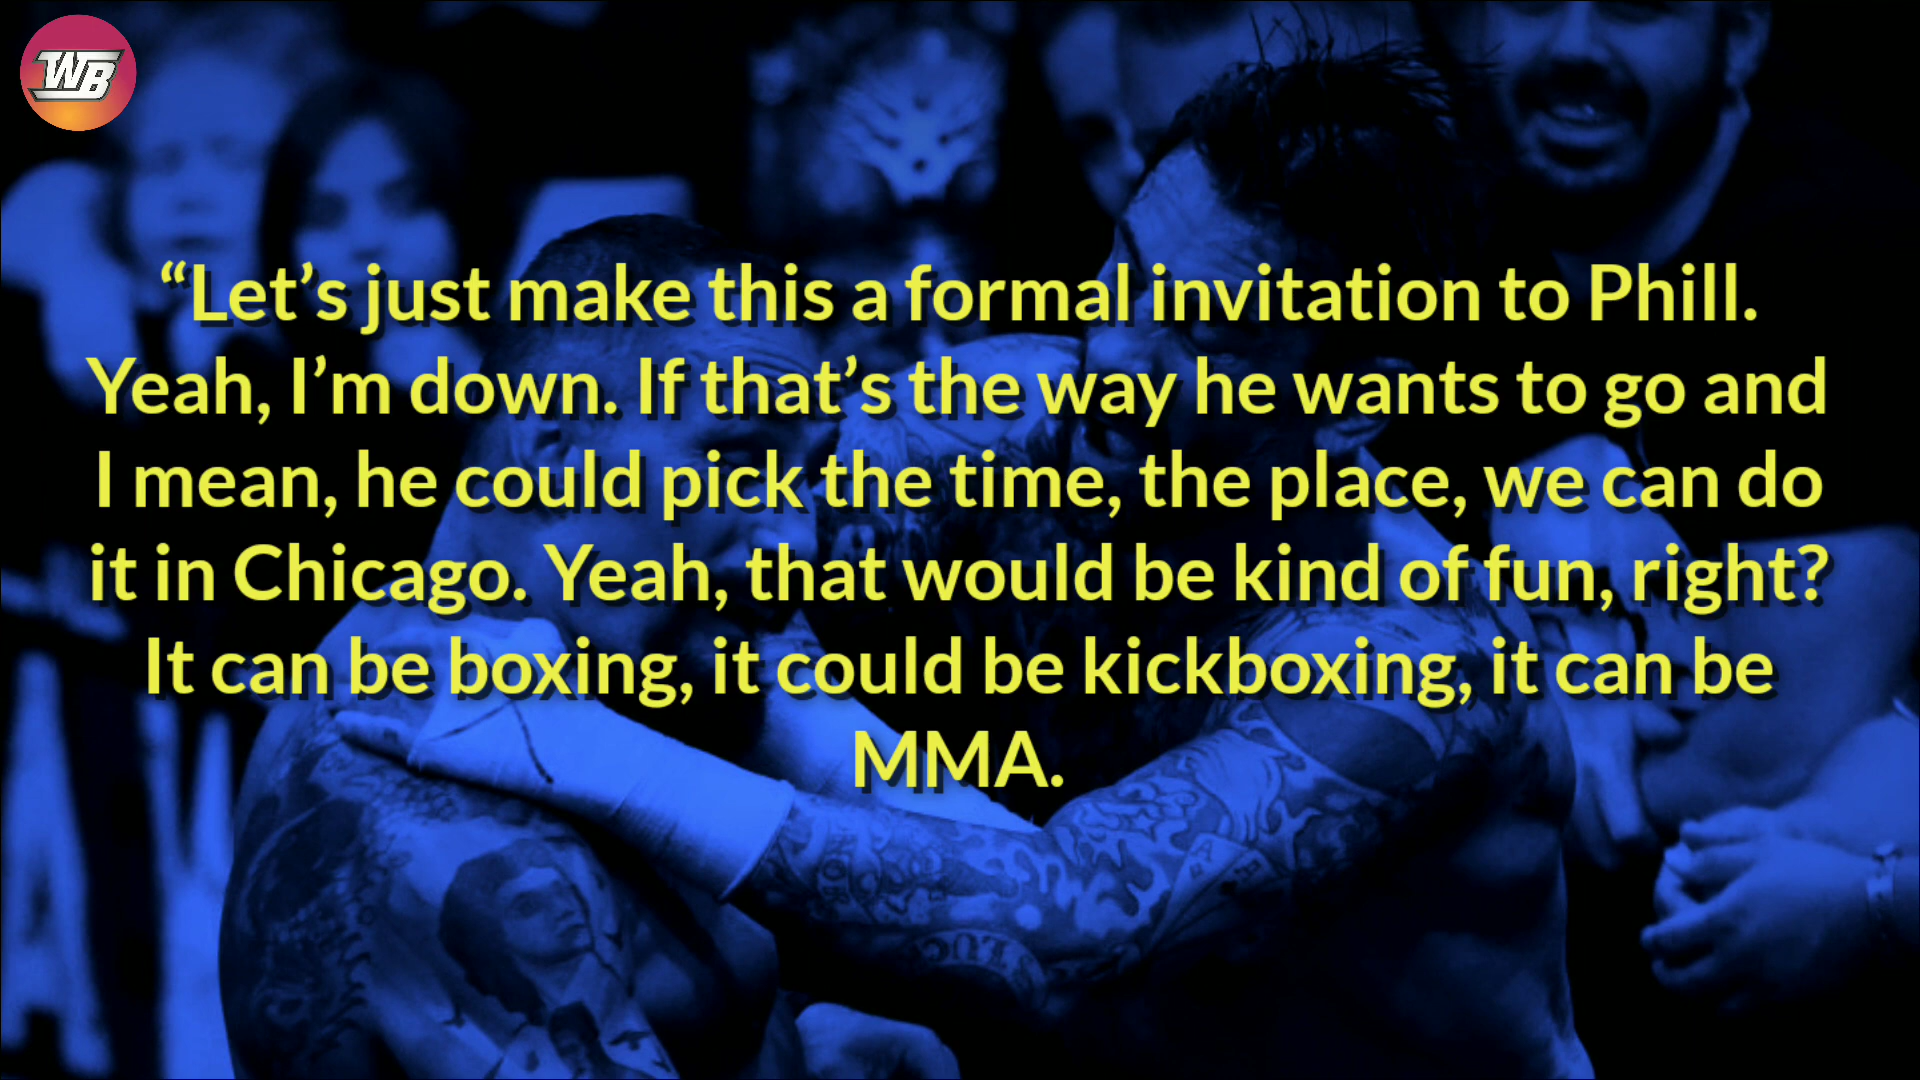 WB
“Let’s just make this a formal invitation to Phill.
Yeah, I’m down. If that’s the way he wants to go and
I mean, he could pick the time, the place, we can do
it in Chicago. Yeah, that would be kind of fun, right?
It can be boxing, it could be kickboxing, it can be
MMA.
LUCK